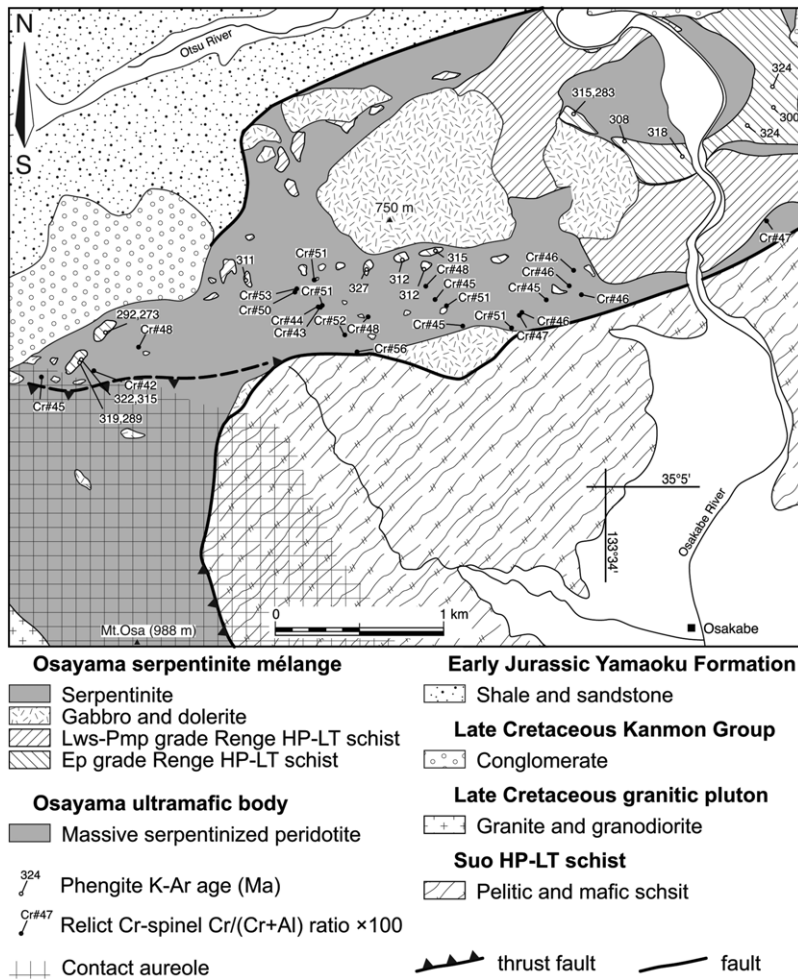 N
S
Otsu River
315,283
324
300
324
308
318
750 m
Cr#47
311
Cr#51
315
312
Cr#48
Cr#46
Cr#53
Cr#51
327
Cr#45
Cr#46
Cr#50
312
Cr#51
Cr#45
Cr#46
292,273
Cr#44
Cr#52
Cr#48
Cr#51
Cr#46
Cr#48
Cr#43
Cr#45
Cr#47
Cr#56
Cr#42
Cr#45
322,315
319,289
35°5'
133°34'
Osakabe River
0
1 km
Mt.Osa (988 m)
Osakabe
Osayama serpentinite mélange
Serpentinite
Gabbro and dolerite
Lws-Pmp grade Renge HP-LT schist
Ep grade Renge HP-LT schist
Osayama ultramafic body
Massive serpentinized peridotite
324
Phengite K-Ar age (Ma)
Cr#47
Relict Cr-spinel Cr/(Cr+Al) ratio ×100
Contact aureole
Early Jurassic Yamaoku Formation
Shale and sandstone
Late Cretaceous Kanmon Group
Conglomerate
Late Cretaceous granitic pluton
Granite and granodiorite
Suo HP-LT schist
Pelitic and mafic schsit
thrust fault
fault